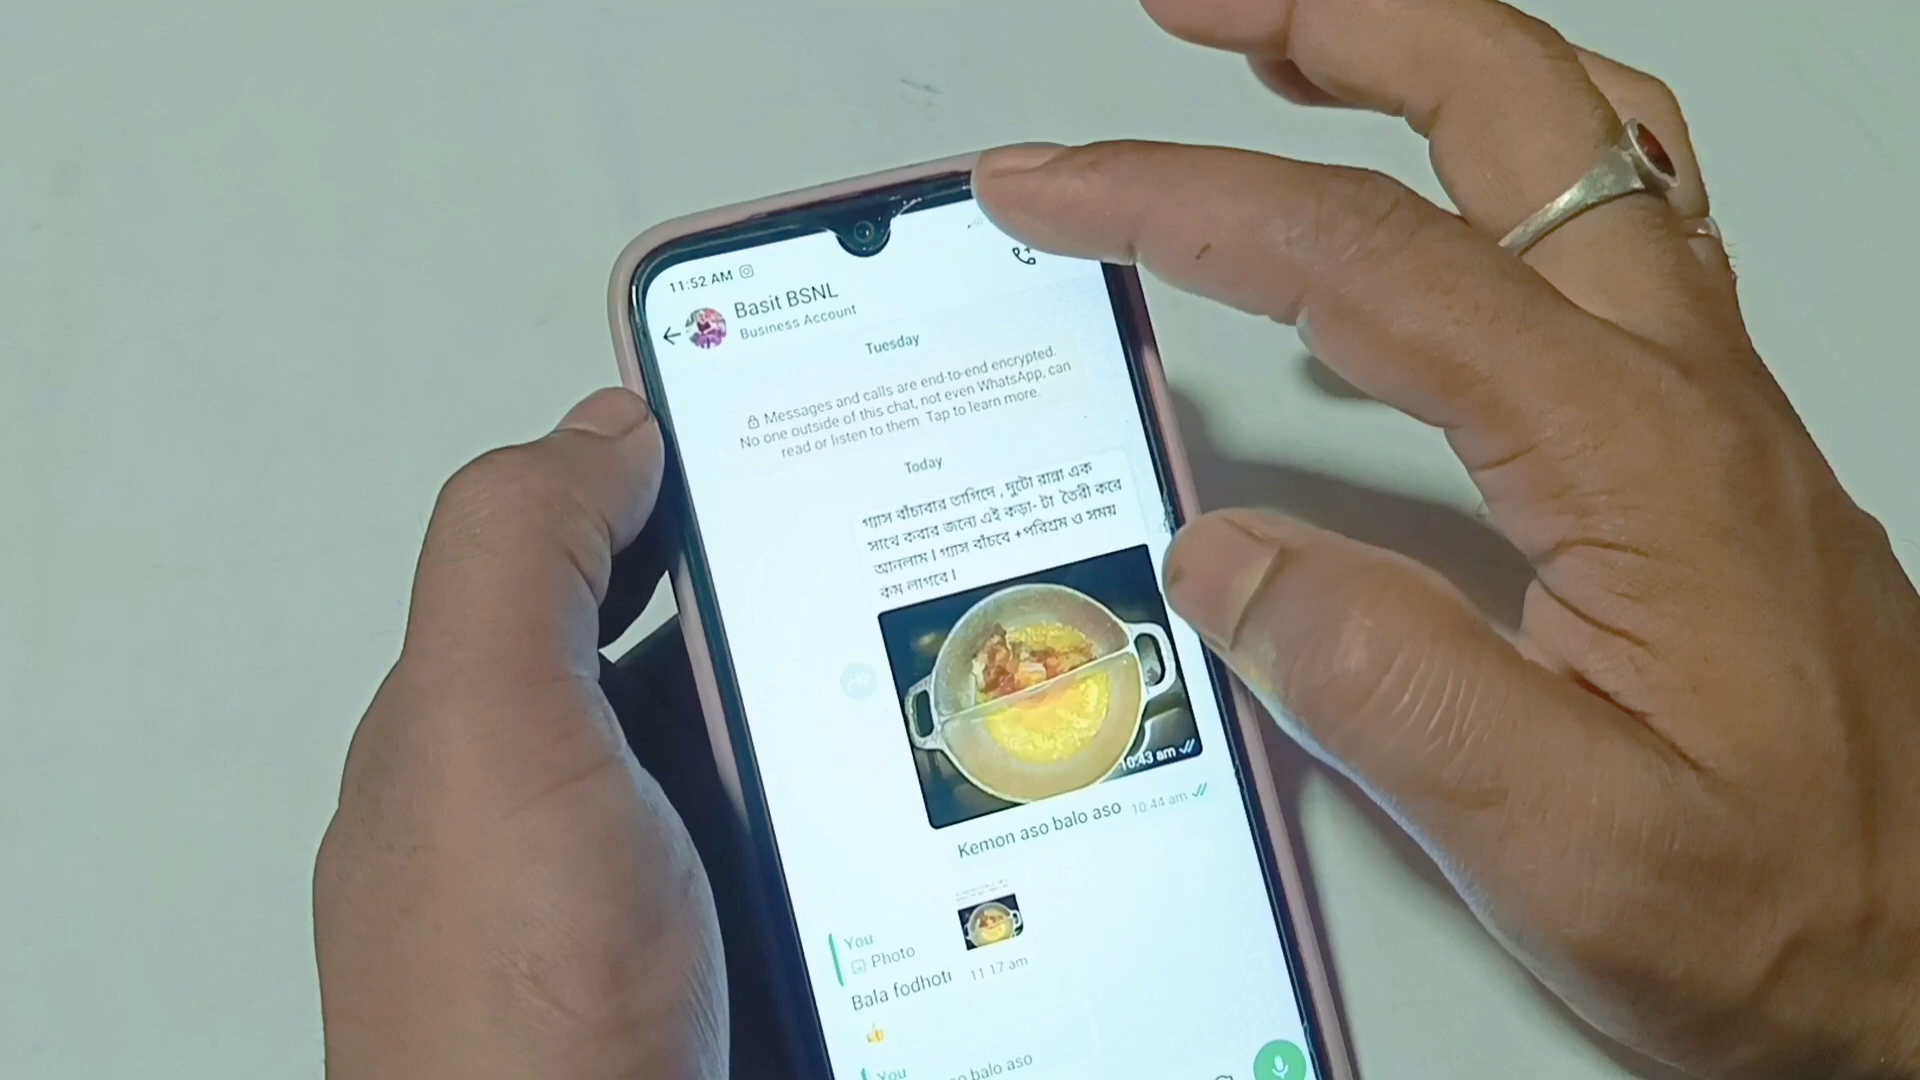 11:52 AM
Basit BSNL
Business Account
Tuesday
Messages and calls are end-to-end encrypted.
No one outside of this chat, not even WhatsApp, can
read or listen to them. Tap to learn more.
Today
গ্যাস বাঁচাবার তাগিদে , দুটো রান্না এক
সাথে করার জন্যে এই কড়া- টা তৈরী করে
আনলাম । গ্যাস বাঁচবে +পরিশ্রম ও সময়
কম লাগবে ।
10:43 am
Kemon aso balo aso 10:44 am
You
Photo
Bala fodhoti 11:17 am
You
so balo aso